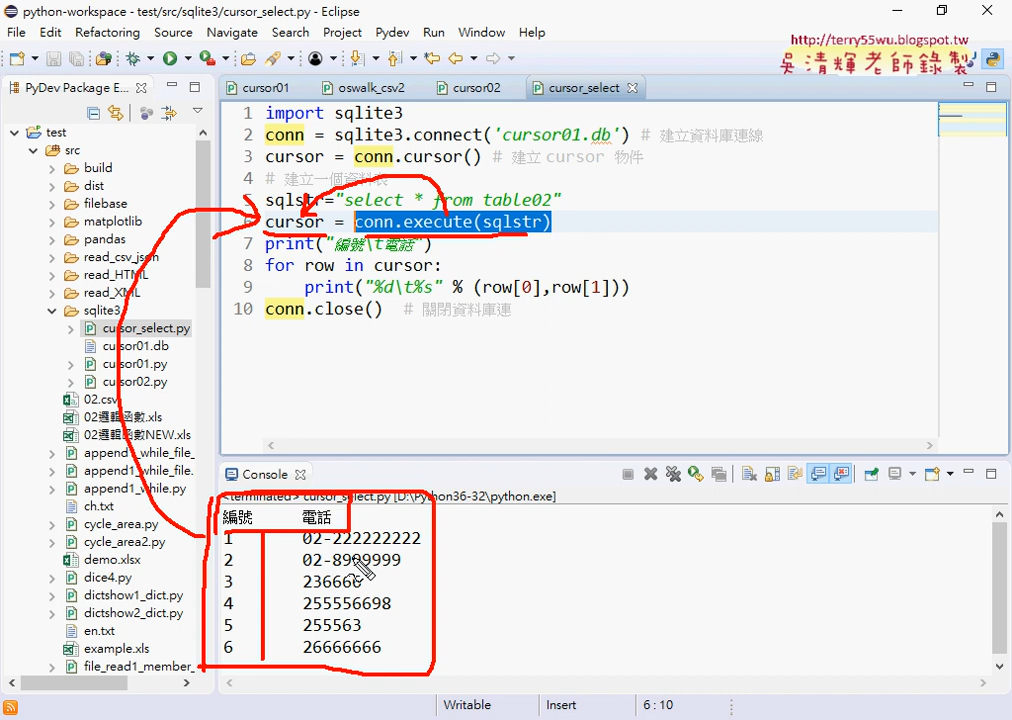 python-workspace - test/src/sqlite3/cursor_select.py - Eclipse
File Edit Refactoring Source Navigate Search Project Pydev Run Window Help
http://terry55wu.blogspot.tw
吳清輝老師錄製
PyDev Package E...
cursor01 oswalk_csv2 cursor02 cursor_select
test
src
build
dist
filebase
matplotlib
pandas
read_csv_json
read_HTML
read_XML
sqlite3
cursor_select.py
cursor01.db
cursor01.py
cursor02.py
02.csv
02邏輯函數.xls
02邏輯函數NEW.xls
append1_while_file_
append1_while_file.
append1_while.py
ch.txt
cycle_area.py
cycle_area2.py
demo.xlsx
dice4.py
dictshow1_dict.py
dictshow2_dict.py
en.txt
example.xls
file_read1_member_
1 import sqlite3
2 conn = sqlite3.connect('cursor01.db') # 建立資料庫連線
3 cursor = conn.cursor() # 建立 cursor 物件
4 # 建立一個資料表
5 sqlstr="select * from table02"
6 cursor = conn.execute(sqlstr)
7 print("編號\t電話")
8 for row in cursor:
9 print("%d\t%s" % (row[0],row[1]))
10 conn.close() # 關閉資料庫連
Console
<terminated> cursor_select.py [D:\Python36-32\python.exe]
編號 電話
1 02-222222222
2 02-8999999
3 236666
4 255556698
5 255563
6 26666666
Writable Insert 6 : 10